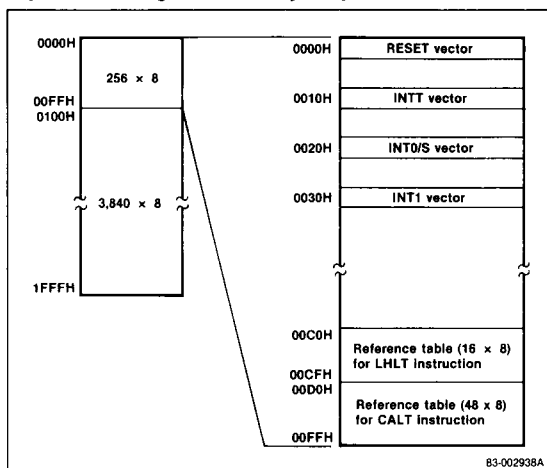 0000H
256 × 8
00FFH
0100H
3,840 × 8
1FFFH
0000H
RESET vector
0010H
INTT vector
0020H
INT0/S vector
0030H
INT1 vector
00C0H
Reference table (16 × 8)
for LHLT instruction
00CFH
00D0H
Reference table (48 x 8)
for CALT instruction
00FFH
83-002938A